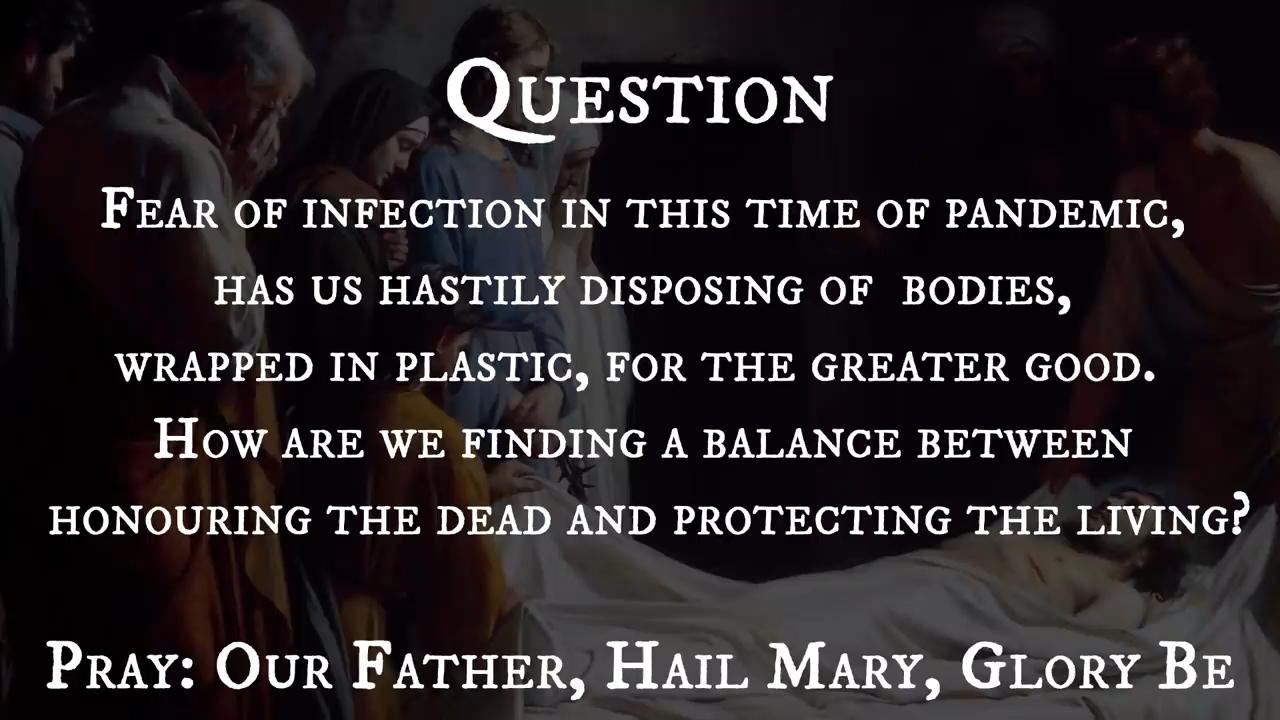 Question
Fear of infection in this time of pandemic,
has us hastily disposing of bodies,
wrapped in plastic, for the greater good.
How are we finding a balance between
honouring the dead and protecting the living?
Pray: Our Father, Hail Mary, Glory Be